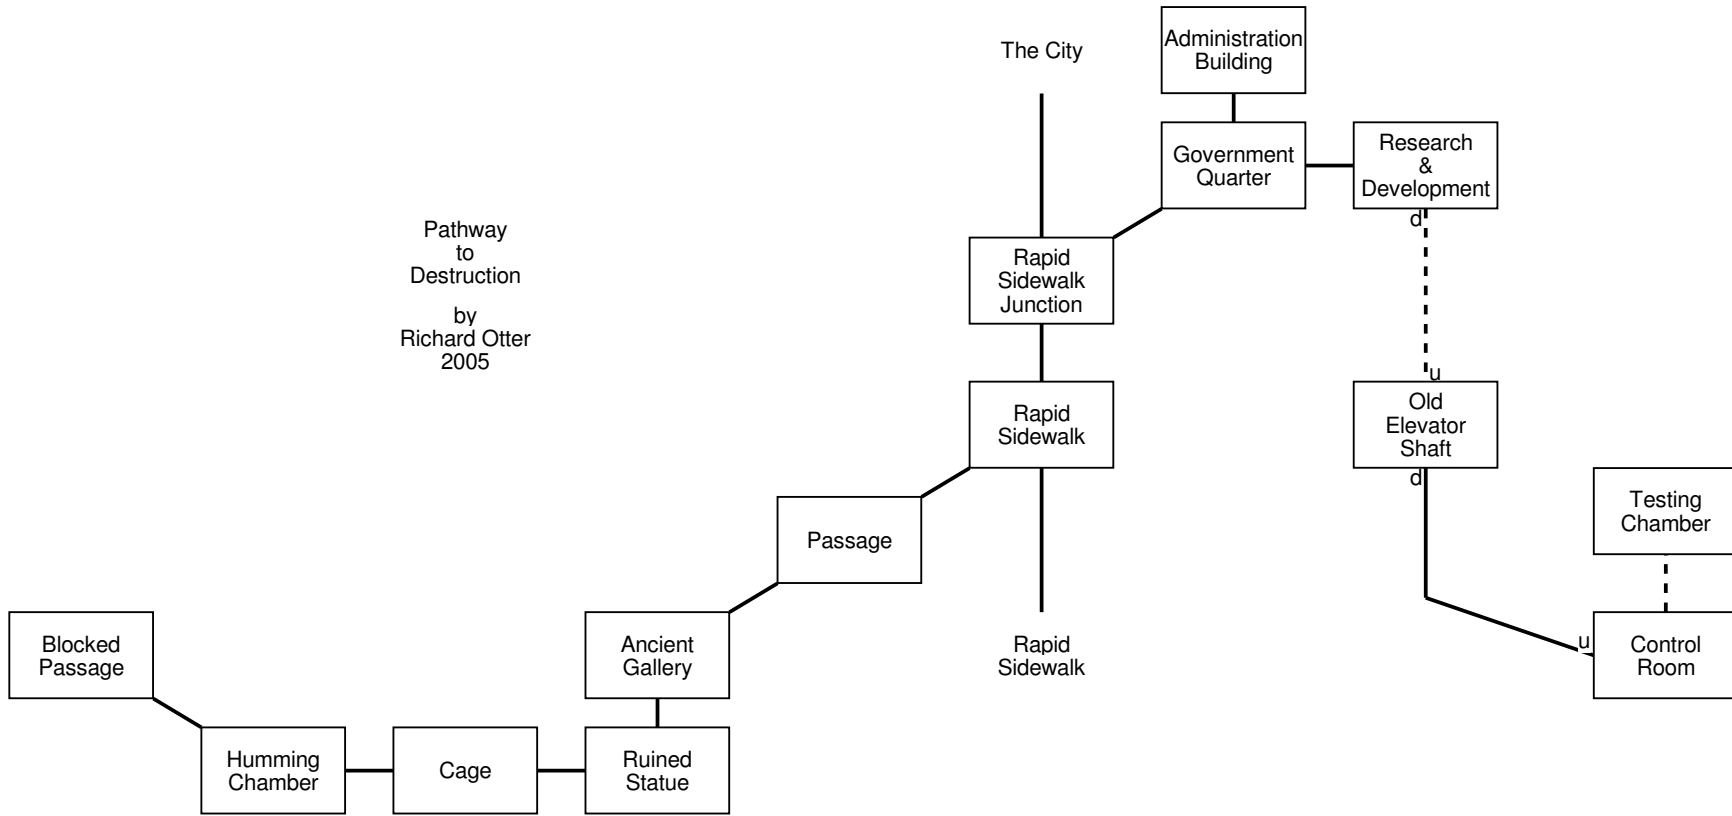 The City
Administration
Building
Government
Quarter
Research
&
Development
d
Pathway
to
Destruction
by
Richard Otter
2005
Rapid
Sidewalk
Junction
u
Old
Elevator
Shaft
d
Rapid
Sidewalk
Testing
Chamber
Passage
Blocked
Passage
Ancient
Gallery
Rapid
Sidewalk
u
Control
Room
Humming
Chamber
Cage
Ruined
Statue